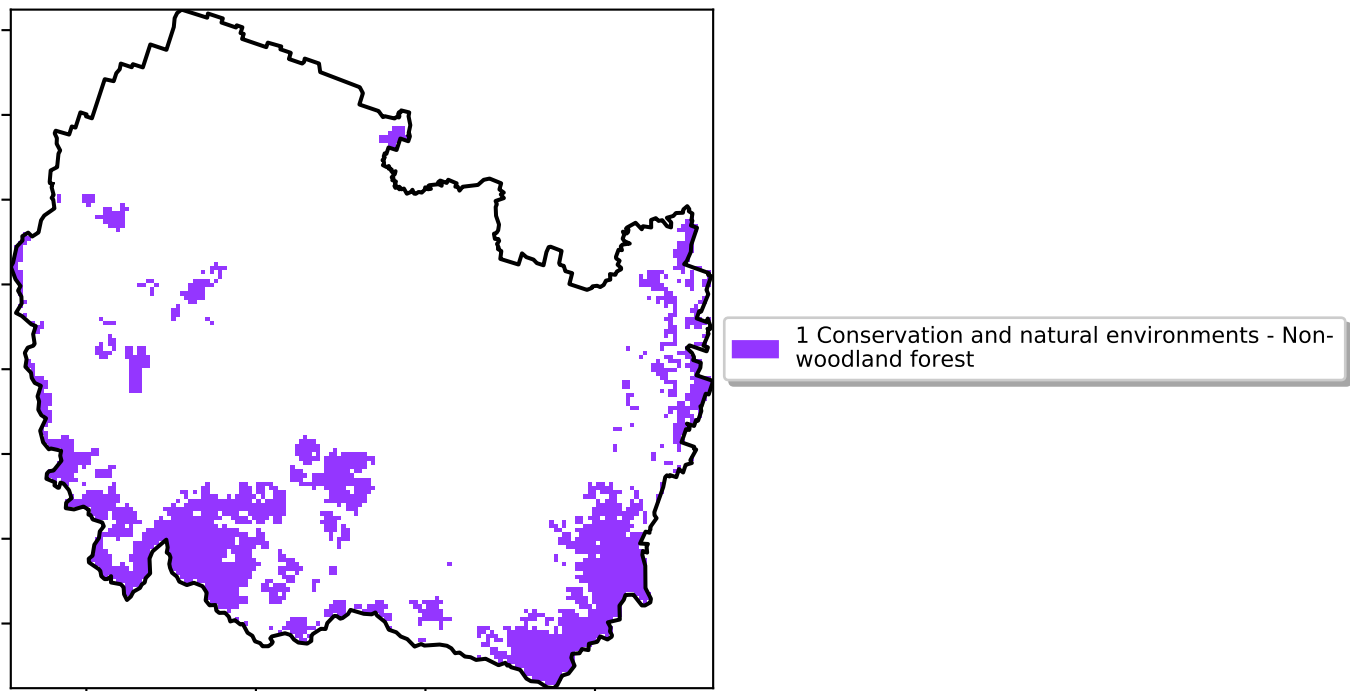 1 Conservation and natural environments - Non-
woodland forest